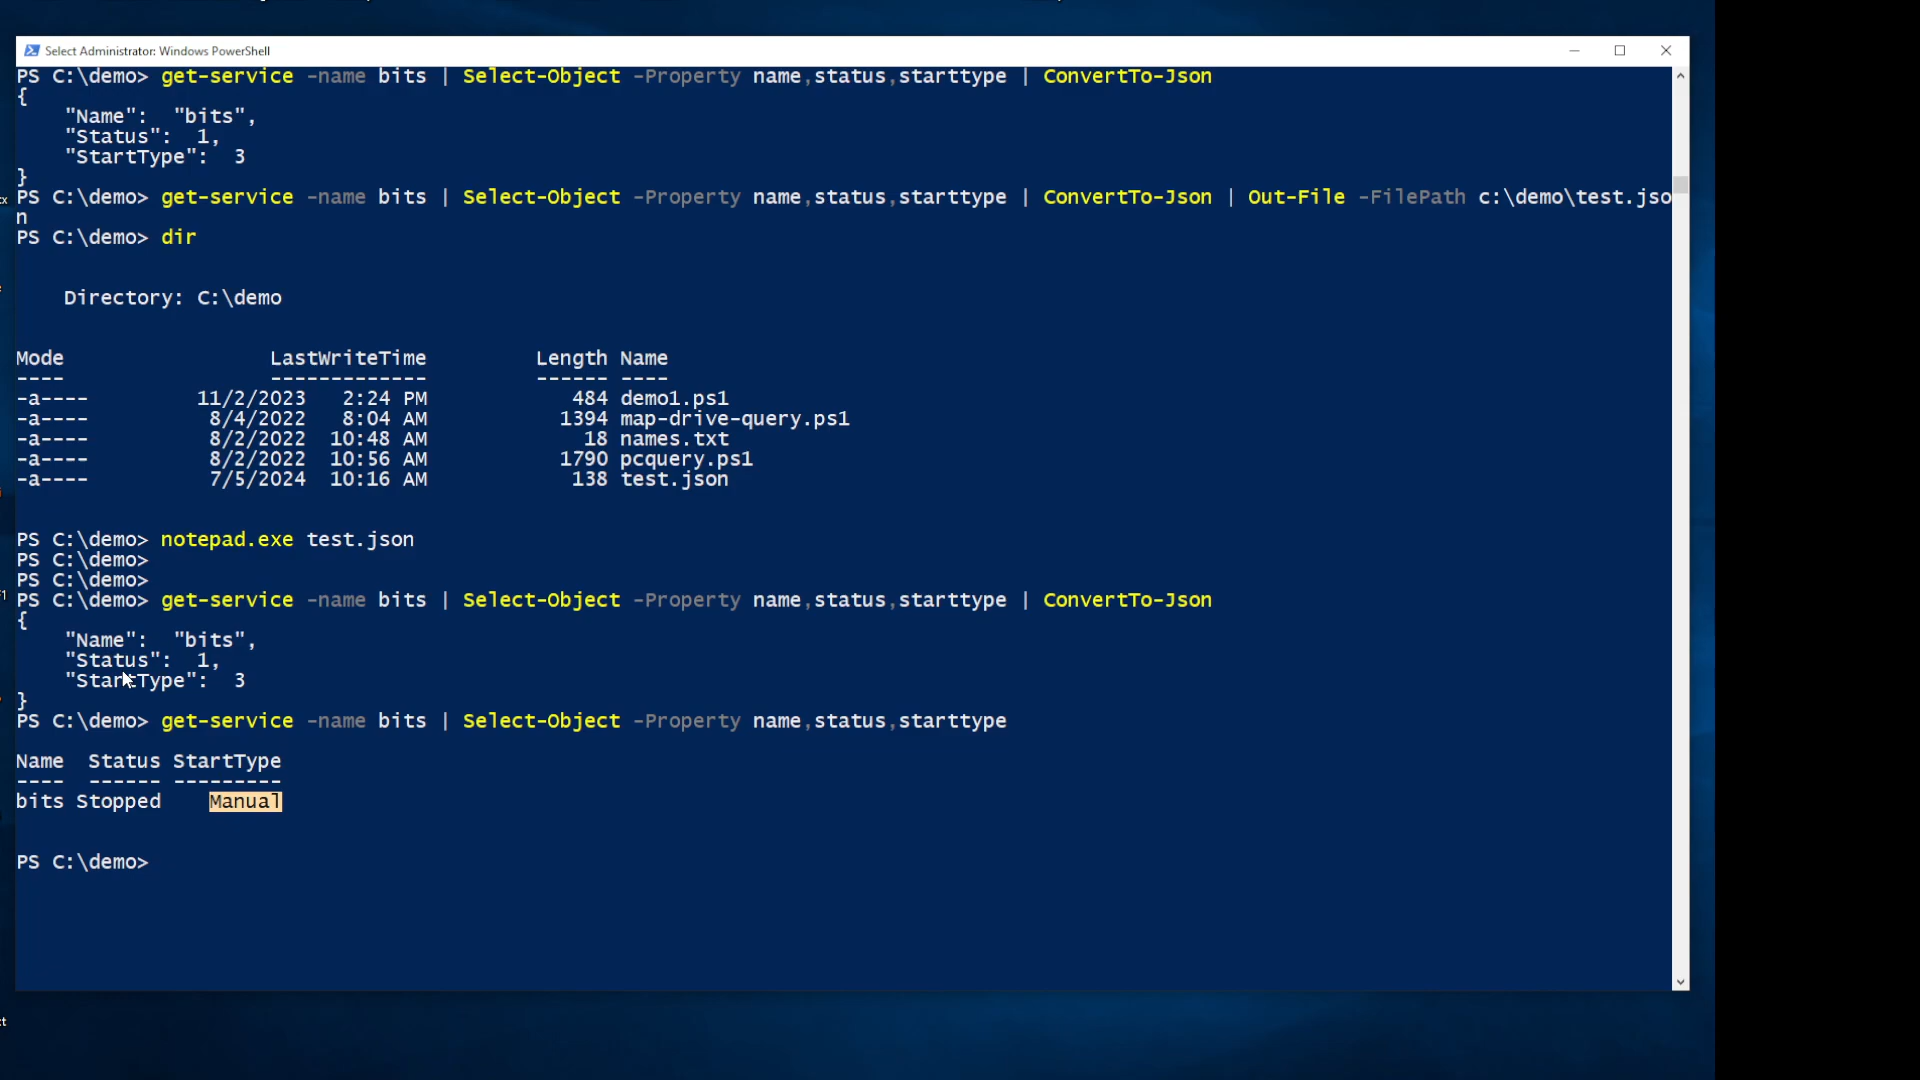 Select Administrator: Windows PowerShell
PS C:\demo> get-service -name bits | Select-Object -Property name,status,starttype | ConvertTo-Json
{
    "Name":  "bits",
    "Status":  1,
    "StartType":  3
}
PS C:\demo> get-service -name bits | Select-Object -Property name,status,starttype | ConvertTo-Json | Out-File -FilePath c:\demo\test.jso
n
PS C:\demo> dir
    Directory: C:\demo
Mode                 LastWriteTime         Length Name
----                 -------------         ------ ----
-a----         11/2/2023   2:24 PM            484 demo1.ps1
-a----          8/4/2022   8:04 AM           1394 map-drive-query.ps1
-a----          8/2/2022  10:48 AM             18 names.txt
-a----          8/2/2022  10:56 AM           1790 pcquery.ps1
-a----          7/5/2024  10:16 AM            138 test.json
PS C:\demo> notepad.exe test.json
PS C:\demo>
PS C:\demo>
PS C:\demo> get-service -name bits | Select-Object -Property name,status,starttype | ConvertTo-Json
{
    "Name":  "bits",
    "Status":  1,
    "StartType":  3
}
PS C:\demo> get-service -name bits | Select-Object -Property name,status,starttype
Name  Status StartType
----  ------ ---------
bits Stopped    Manual
PS C:\demo>